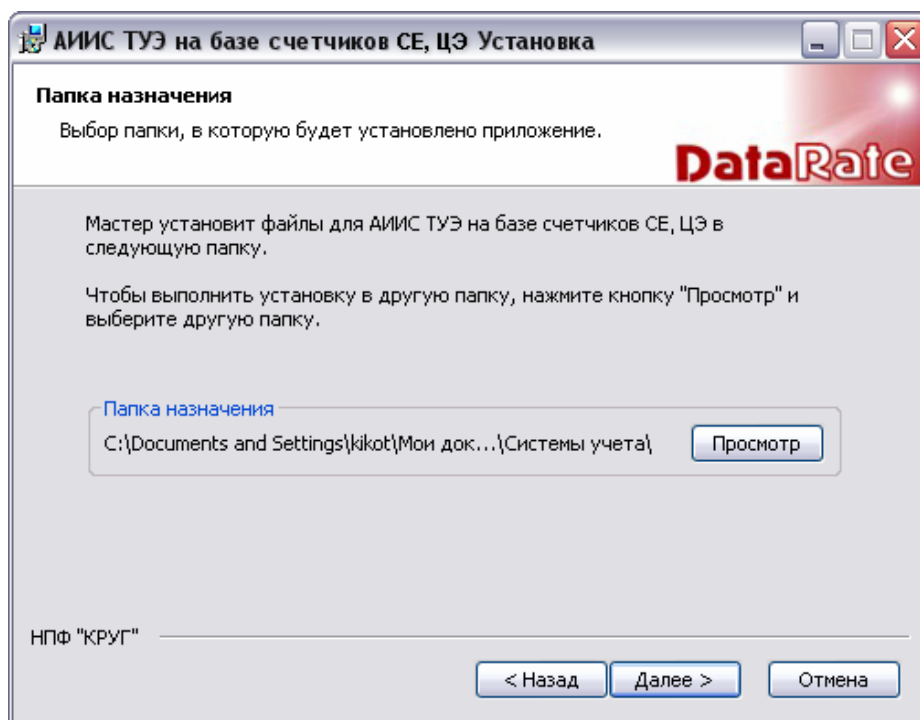 АИИС ТУЭ на базе счетчиков СЕ, ЦЭ Установка
Папка назначения
Выбор папки, в которую будет установлено приложение.
DataRate
Мастер установит файлы для АИИС ТУЭ на базе счетчиков СЕ, ЦЭ в
следующую папку.
Чтобы выполнить установку в другую папку, нажмите кнопку "Просмотр" и
выберите другую папку.
Папка назначения
C:\Documents and Settings\kikot\Мои док...\Системы учета\
Просмотр
НПФ "КРУГ"
< Назад
Далее >
Отмена